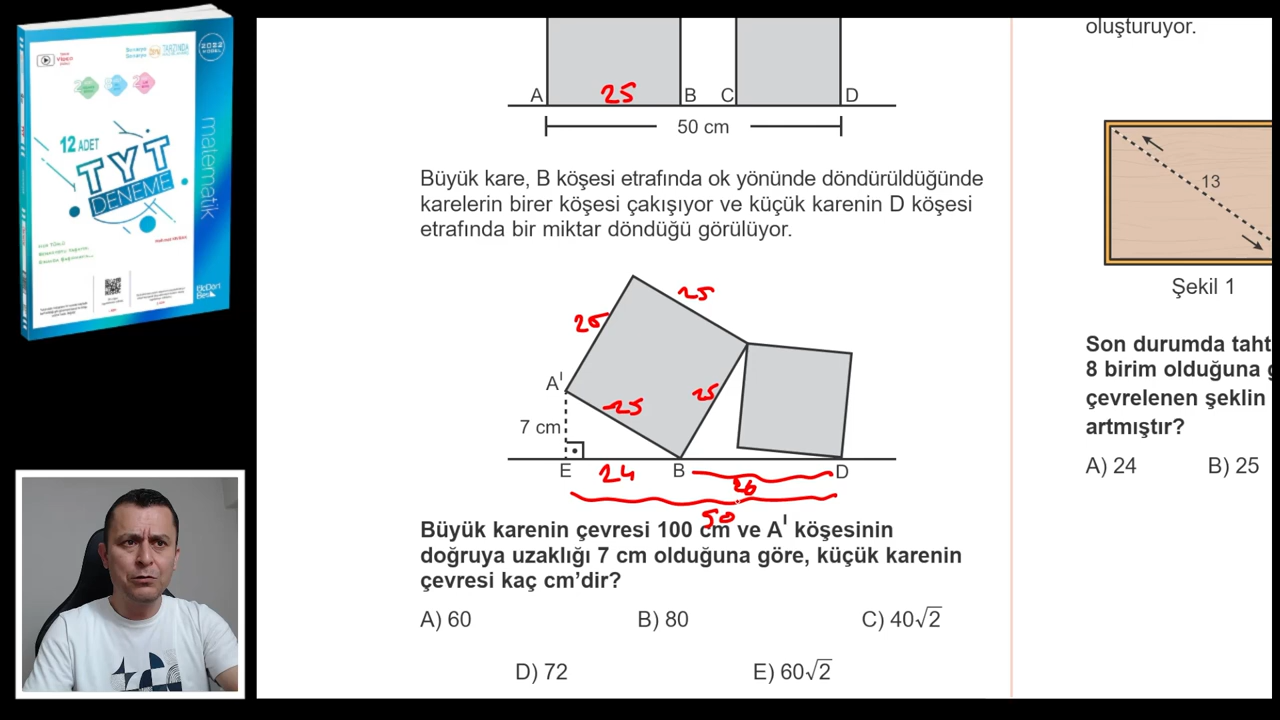 oluşturuyor.
Video
TARZINDA
2022 MODEL
12 ADET
TYT
DENEME
matematik
25
A
B
C
D
50 cm
Büyük kare, B köşesi etrafında ok yönünde döndürüldüğünde
karelerin birer köşesi çakışıyor ve küçük karenin D köşesi
etrafında bir miktar döndüğü görülüyor.
13
Şekil 1
25
25
A'
25
25
7 cm
E
24
B
26
D
50
Büyük karenin çevresi 100 cm ve A' köşesinin
doğruya uzaklığı 7 cm olduğuna göre, küçük karenin
çevresi kaç cm'dir?
A) 60
B) 80
C) 40√2
D) 72
E) 60√2
Son durumda taht
8 birim olduğuna g
çevrelenen şeklin
artmıştır?
A) 24
B) 25